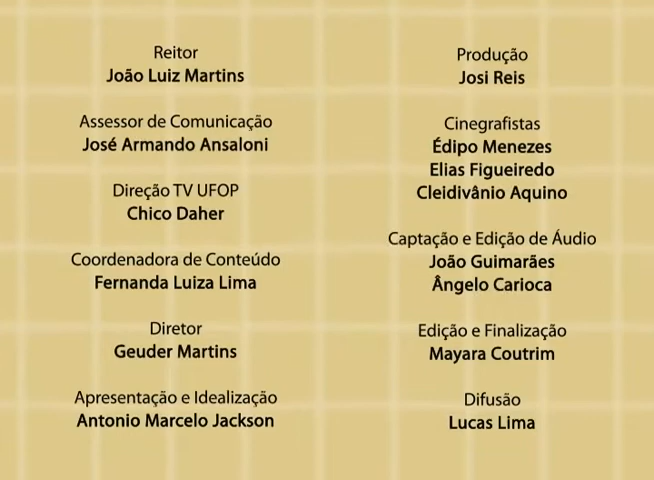 Reitor
João Luiz Martins
Assessor de Comunicação
José Armando Ansaloni
Direção TV UFOP
Chico Daher
Coordenadora de Conteúdo
Fernanda Luiza Lima
Diretor
Geuder Martins
Apresentação e Idealização
Antonio Marcelo Jackson
Produção
Josi Reis
Cinegrafistas
Édipo Menezes
Elias Figueiredo
Cleidivânio Aquino
Captação e Edição de Áudio
João Guimarães
Ângelo Carioca
Edição e Finalização
Mayara Coutrim
Difusão
Lucas Lima